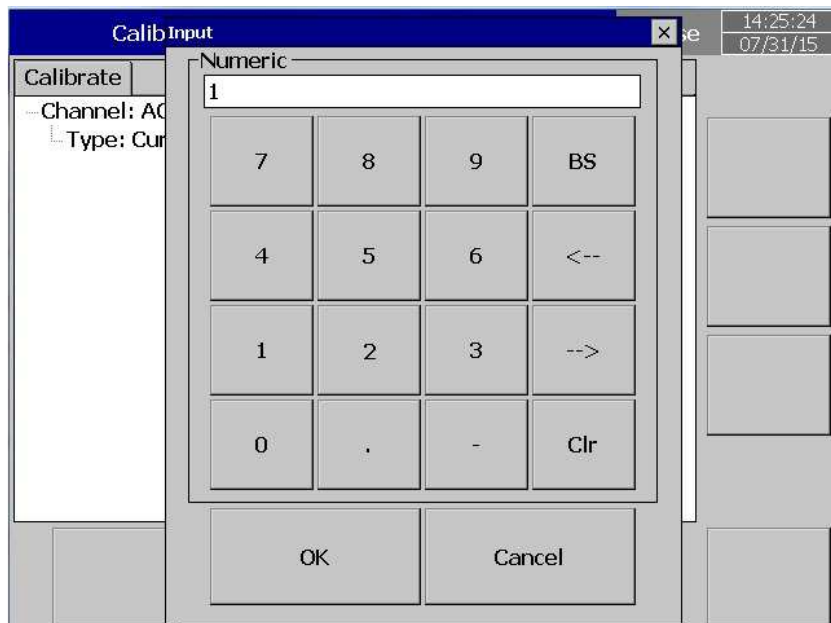 Calib
Input
se
14:25:24
07/31/15
Calibrate
Numeric
1
Channel: AC
Type: Cur
7 8 9 BS
4 5 6 <--
1 2 3 -->
0 . - Clr
OK Cancel